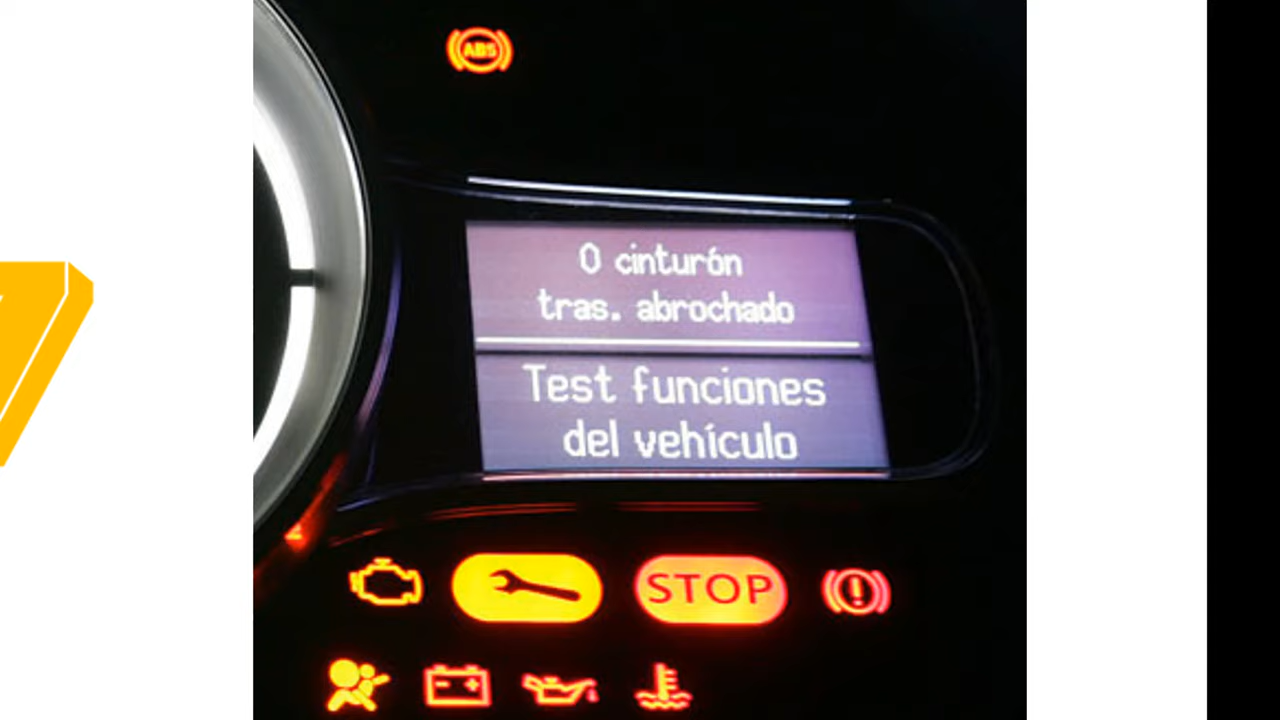 ABS
0 cinturón
tras. abrochado
Test funciones
del vehículo
STOP